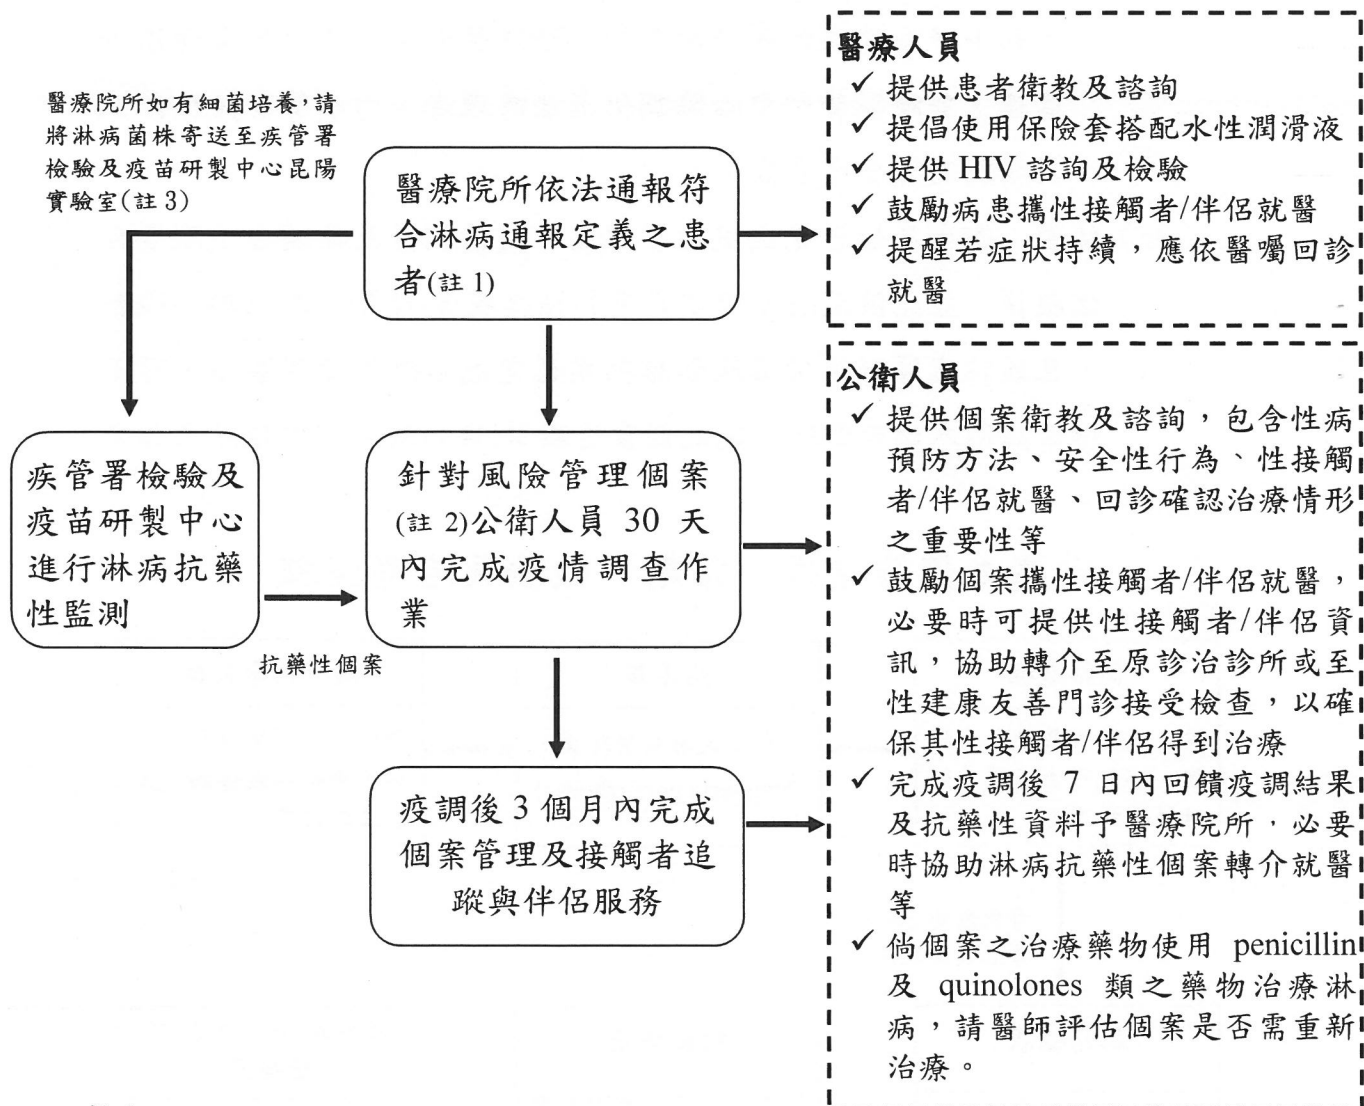 醫療院所如有細菌培養,請
將淋病菌株寄送至疾管署
檢驗及疫苗研製中心昆陽
實驗室(註 3)
醫療院所依法通報符
合淋病通報定義之患
者(註 1)
醫療人員
✓ 提供患者衛教及諮詢
✓ 提倡使用保險套搭配水性潤滑液
✓ 提供 HIV 諮詢及檢驗
✓ 鼓勵病患攜性接觸者/伴侶就醫
✓ 提醒若症狀持續，應依醫囑回診
就醫
疾管署檢驗及
疫苗研製中心
進行淋病抗藥
性監測
抗藥性個案
針對風險管理個案
(註 2)公衛人員 30 天
內完成疫情調查作
業
疫調後 3 個月內完成
個案管理及接觸者追
蹤與伴侶服務
公衛人員
✓ 提供個案衛教及諮詢，包含性病
預防方法、安全性行為、性接觸
者/伴侶就醫、回診確認治療情形
之重要性等
✓ 鼓勵個案攜性接觸者/伴侶就醫，
必要時可提供性接觸者/伴侶資
訊，協助轉介至原診治診所或至
性健康友善門診接受檢查，以確
保其性接觸者/伴侶得到治療
✓ 完成疫調後 7 日內回饋疫調結果
及抗藥性資料予醫療院所，必要
時協助淋病抗藥性個案轉介就醫
等
✓ 倘個案之治療藥物使用 penicillin
及 quinolones 類之藥物治療淋
病，請醫師評估個案是否需重新
治療。